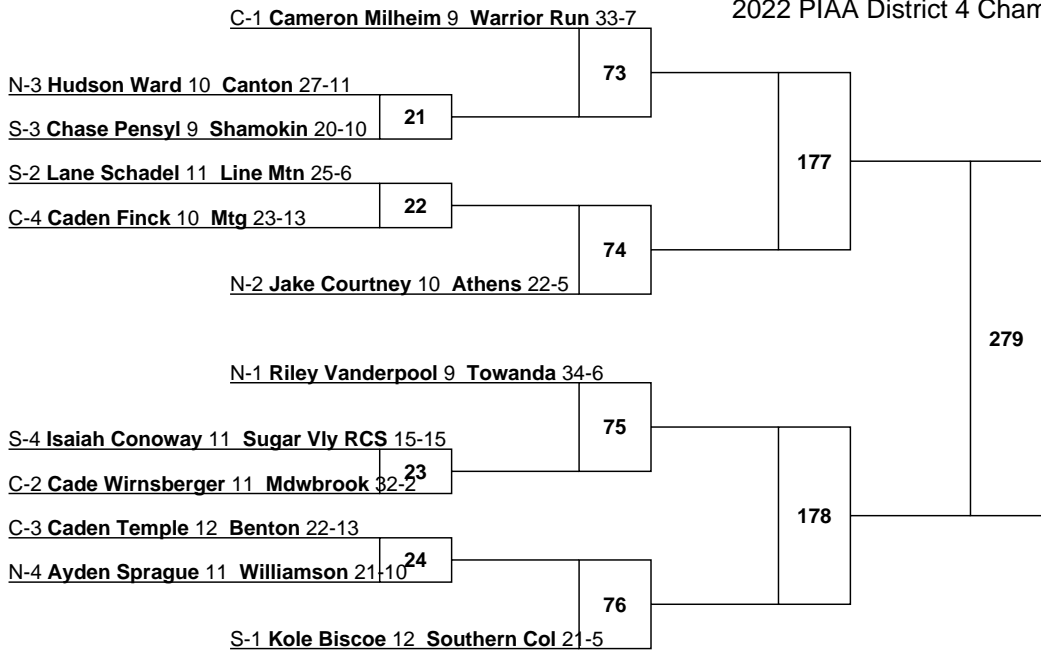 2022 PIAA District 4 Cham
C-1 Cameron Milheim 9 Warrior Run 33-7
73
N-3 Hudson Ward 10 Canton 27-11
21
S-3 Chase Pensyl 9 Shamokin 20-10
177
S-2 Lane Schadel 11 Line Mtn 25-6
22
C-4 Caden Finck 10 Mtg 23-13
74
N-2 Jake Courtney 10 Athens 22-5
279
N-1 Riley Vanderpool 9 Towanda 34-6
75
S-4 Isaiah Conoway 11 Sugar Vly RCS 15-15
23
C-2 Cade Wirnsberger 11 Mdwbrook 32-2
178
C-3 Caden Temple 12 Benton 22-13
24
N-4 Ayden Sprague 11 Williamson 21-10
76
S-1 Kole Biscoe 12 Southern Col 21-5